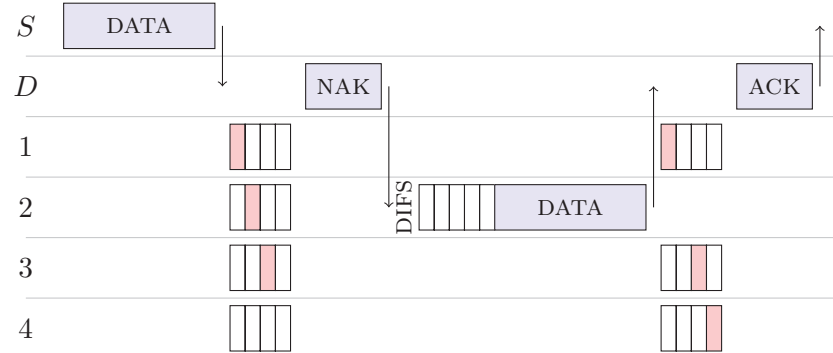 S DATA
D NAK ACK
1
2 DIFS DATA
3
4